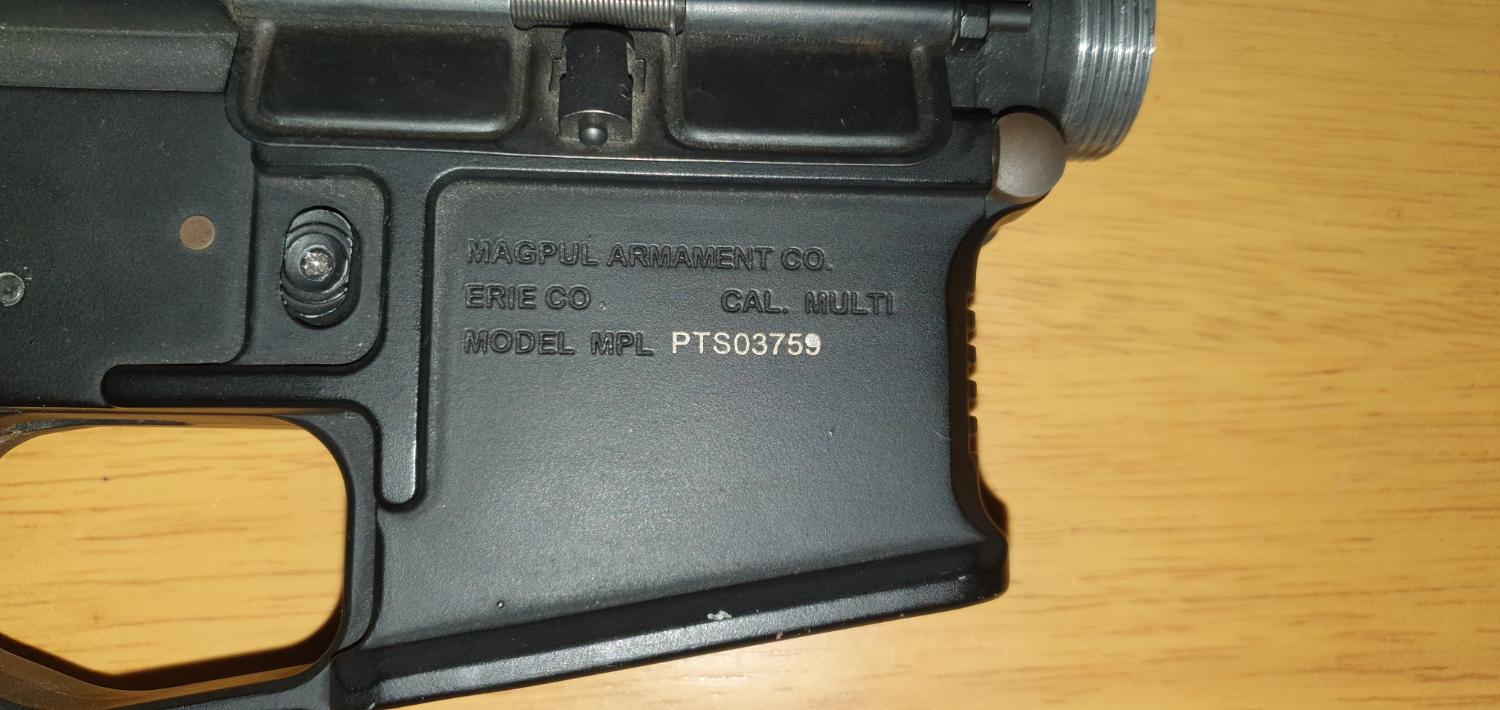 MAGPUL ARMAMENT CO.
ERIE CO. CAL. MULTI
MODEL MPL PTS03759